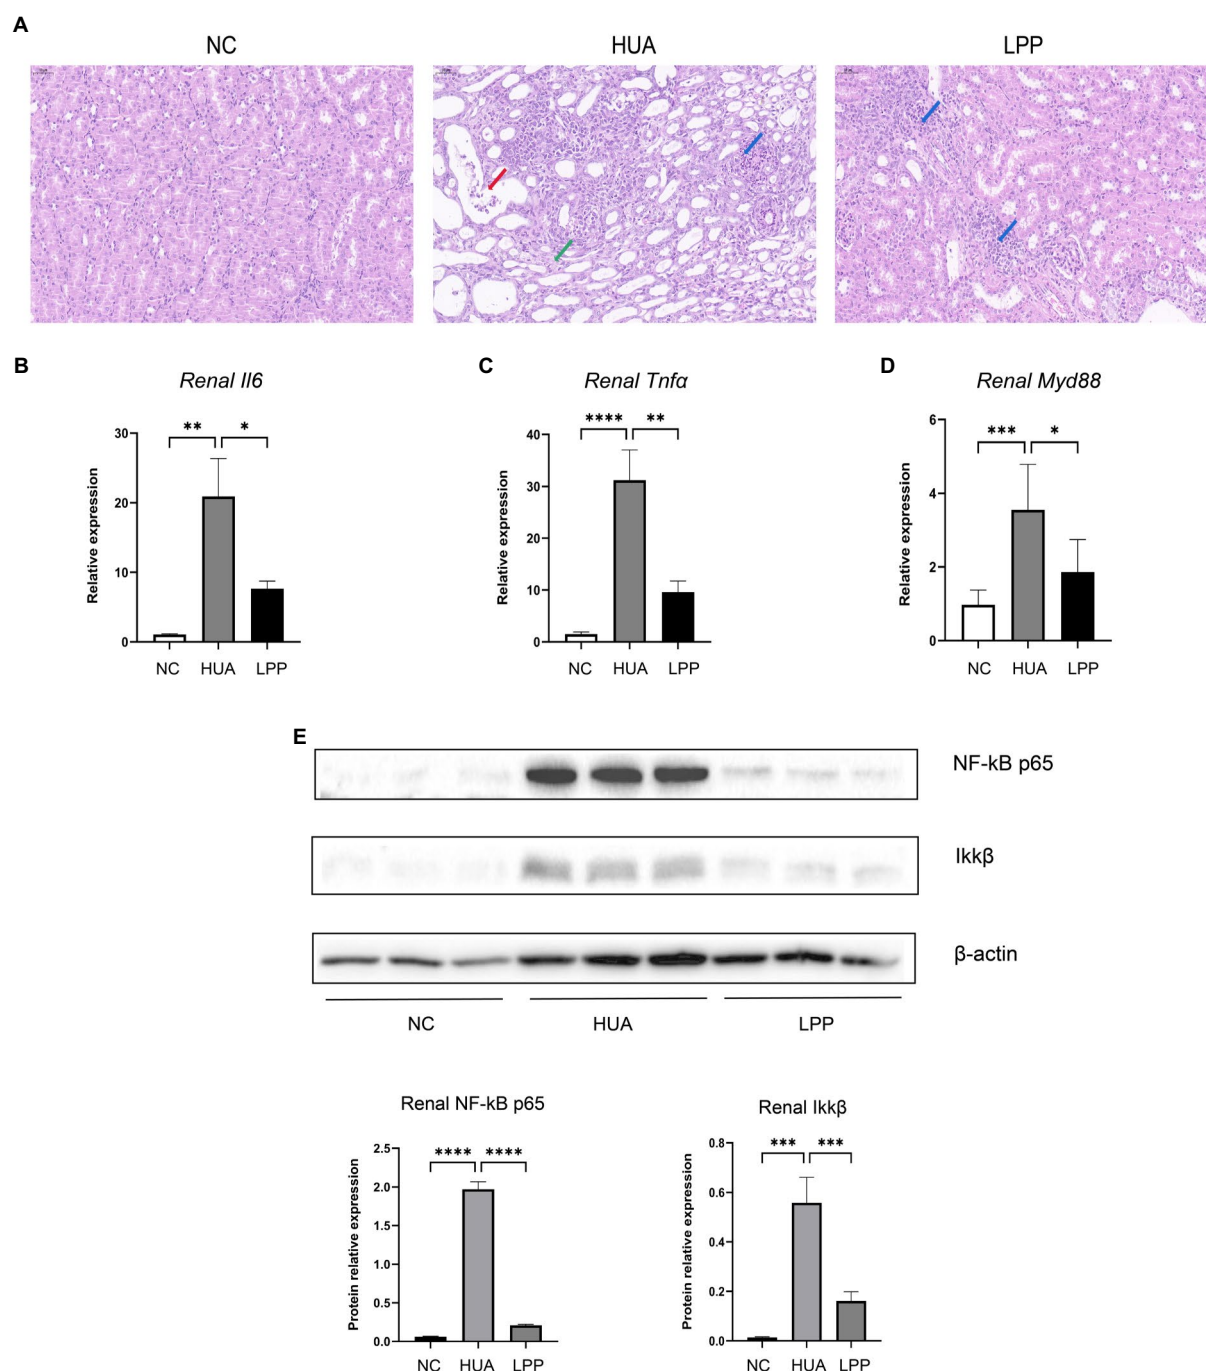 A
NC
HUA
LPP
B
Renal Il6
Relative expression
30
20
10
0
**
*
NC
HUA
LPP
C
Renal Tnfα
Relative expression
40
30
20
10
0
****
**
NC
HUA
LPP
D
Renal Myd88
Relative expression
6
4
2
0
***
*
NC
HUA
LPP
E
NF-kB p65
Ikkβ
β-actin
NC
HUA
LPP
Renal NF-kB p65
Protein relative expression
2.5
2.0
1.5
1.0
0.5
0.0
****
****
NC
HUA
LPP
Renal Ikkβ
Protein relative expression
0.8
0.6
0.4
0.2
0.0
***
***
NC
HUA
LPP